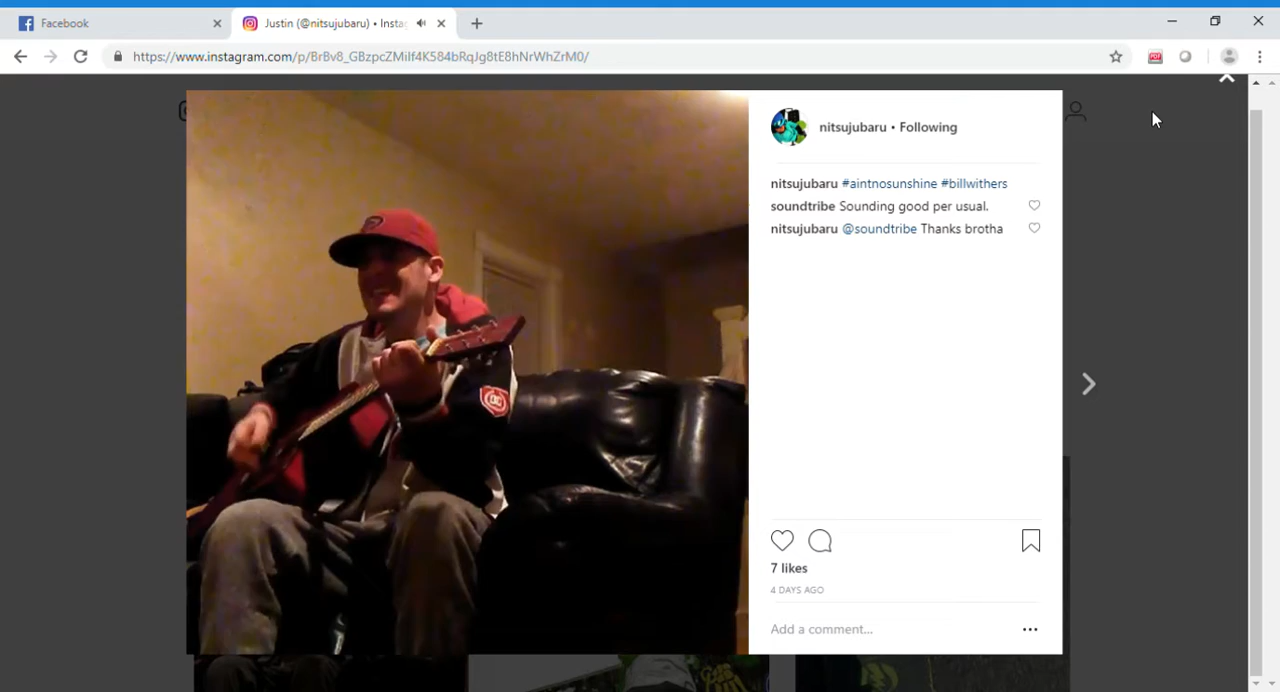 Facebook
Justin (@nitsujubaru) • Insta
https://www.instagram.com/p/BrBv8_GBzpcZMilf4K584bRqJg8tE8hNrWhZrM0/
nitsujubaru • Following
nitsujubaru #aintnosunshine #billwithers
soundtribe Sounding good per usual.
nitsujubaru @soundtribe Thanks brotha
7 likes
4 DAYS AGO
Add a comment...